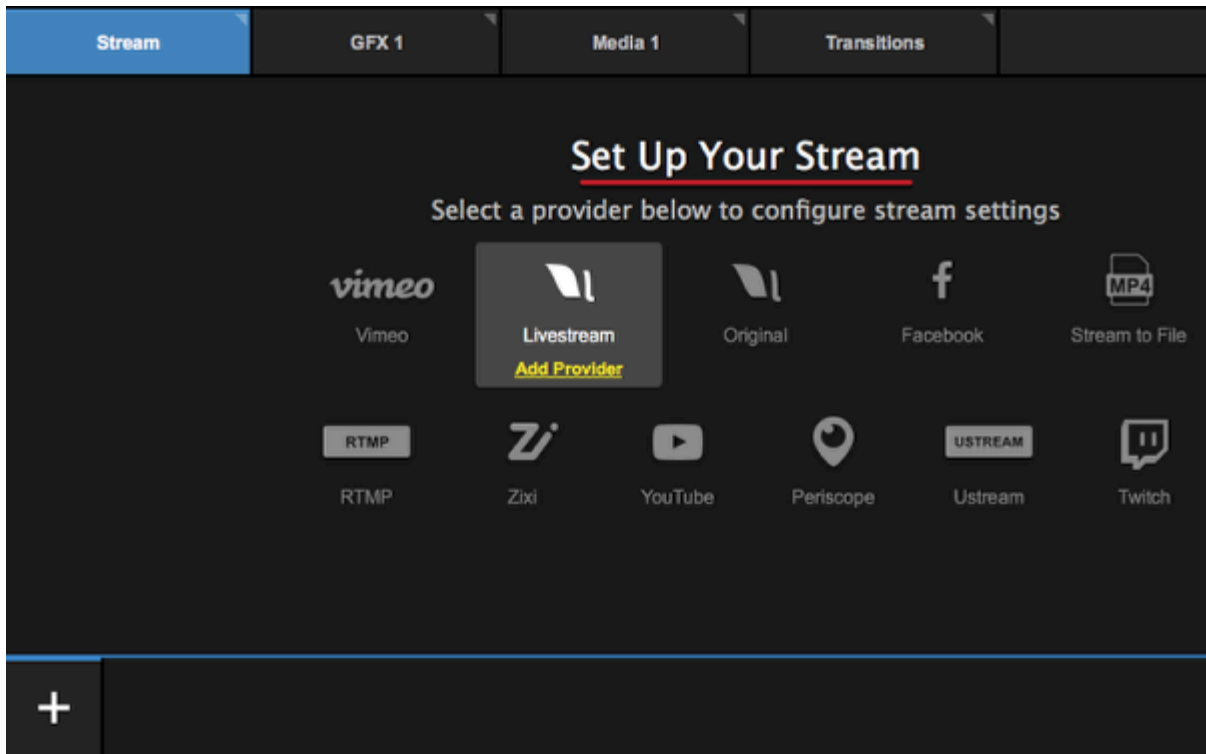 Stream GFX 1 Media 1 Transitions
Set Up Your Stream
Select a provider below to configure stream settings
vimeo MP4
Vimeo Livestream Original Facebook Stream to File
Add Provider
RTMP USTREAM
RTMP Zixi YouTube Periscope Ustream Twitch